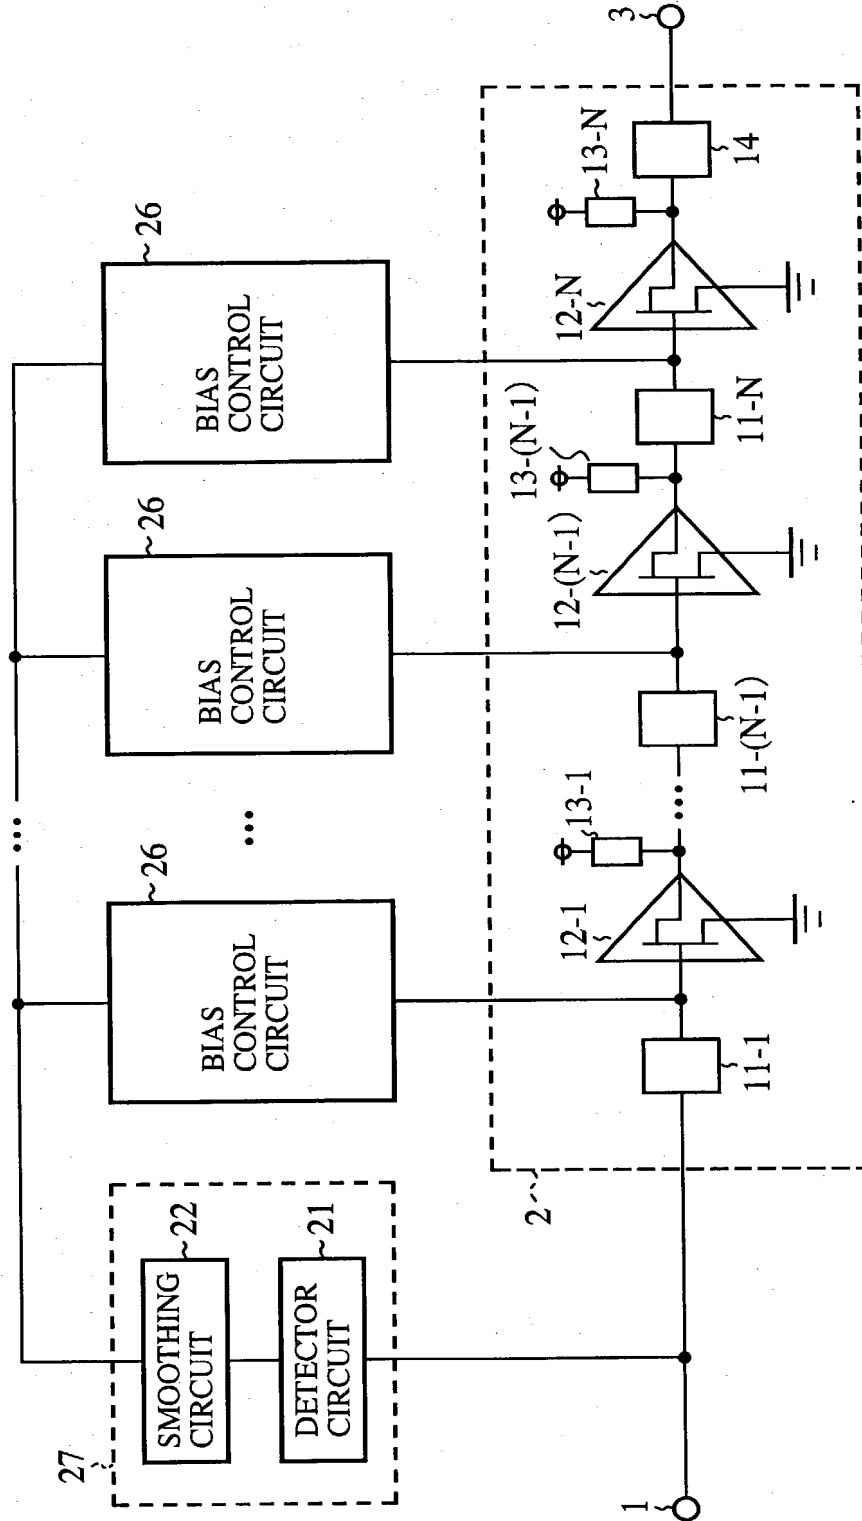 27
SMOOTHING
CIRCUIT
22
DETECTOR
CIRCUIT
21
BIAS
CONTROL
CIRCUIT
26
...
...
BIAS
CONTROL
CIRCUIT
26
BIAS
CONTROL
CIRCUIT
26
1
2
11-1
12-1
13-1
...
11-(N-1)
12-(N-1)
13-(N-1)
11-N
12-N
13-N
14
3